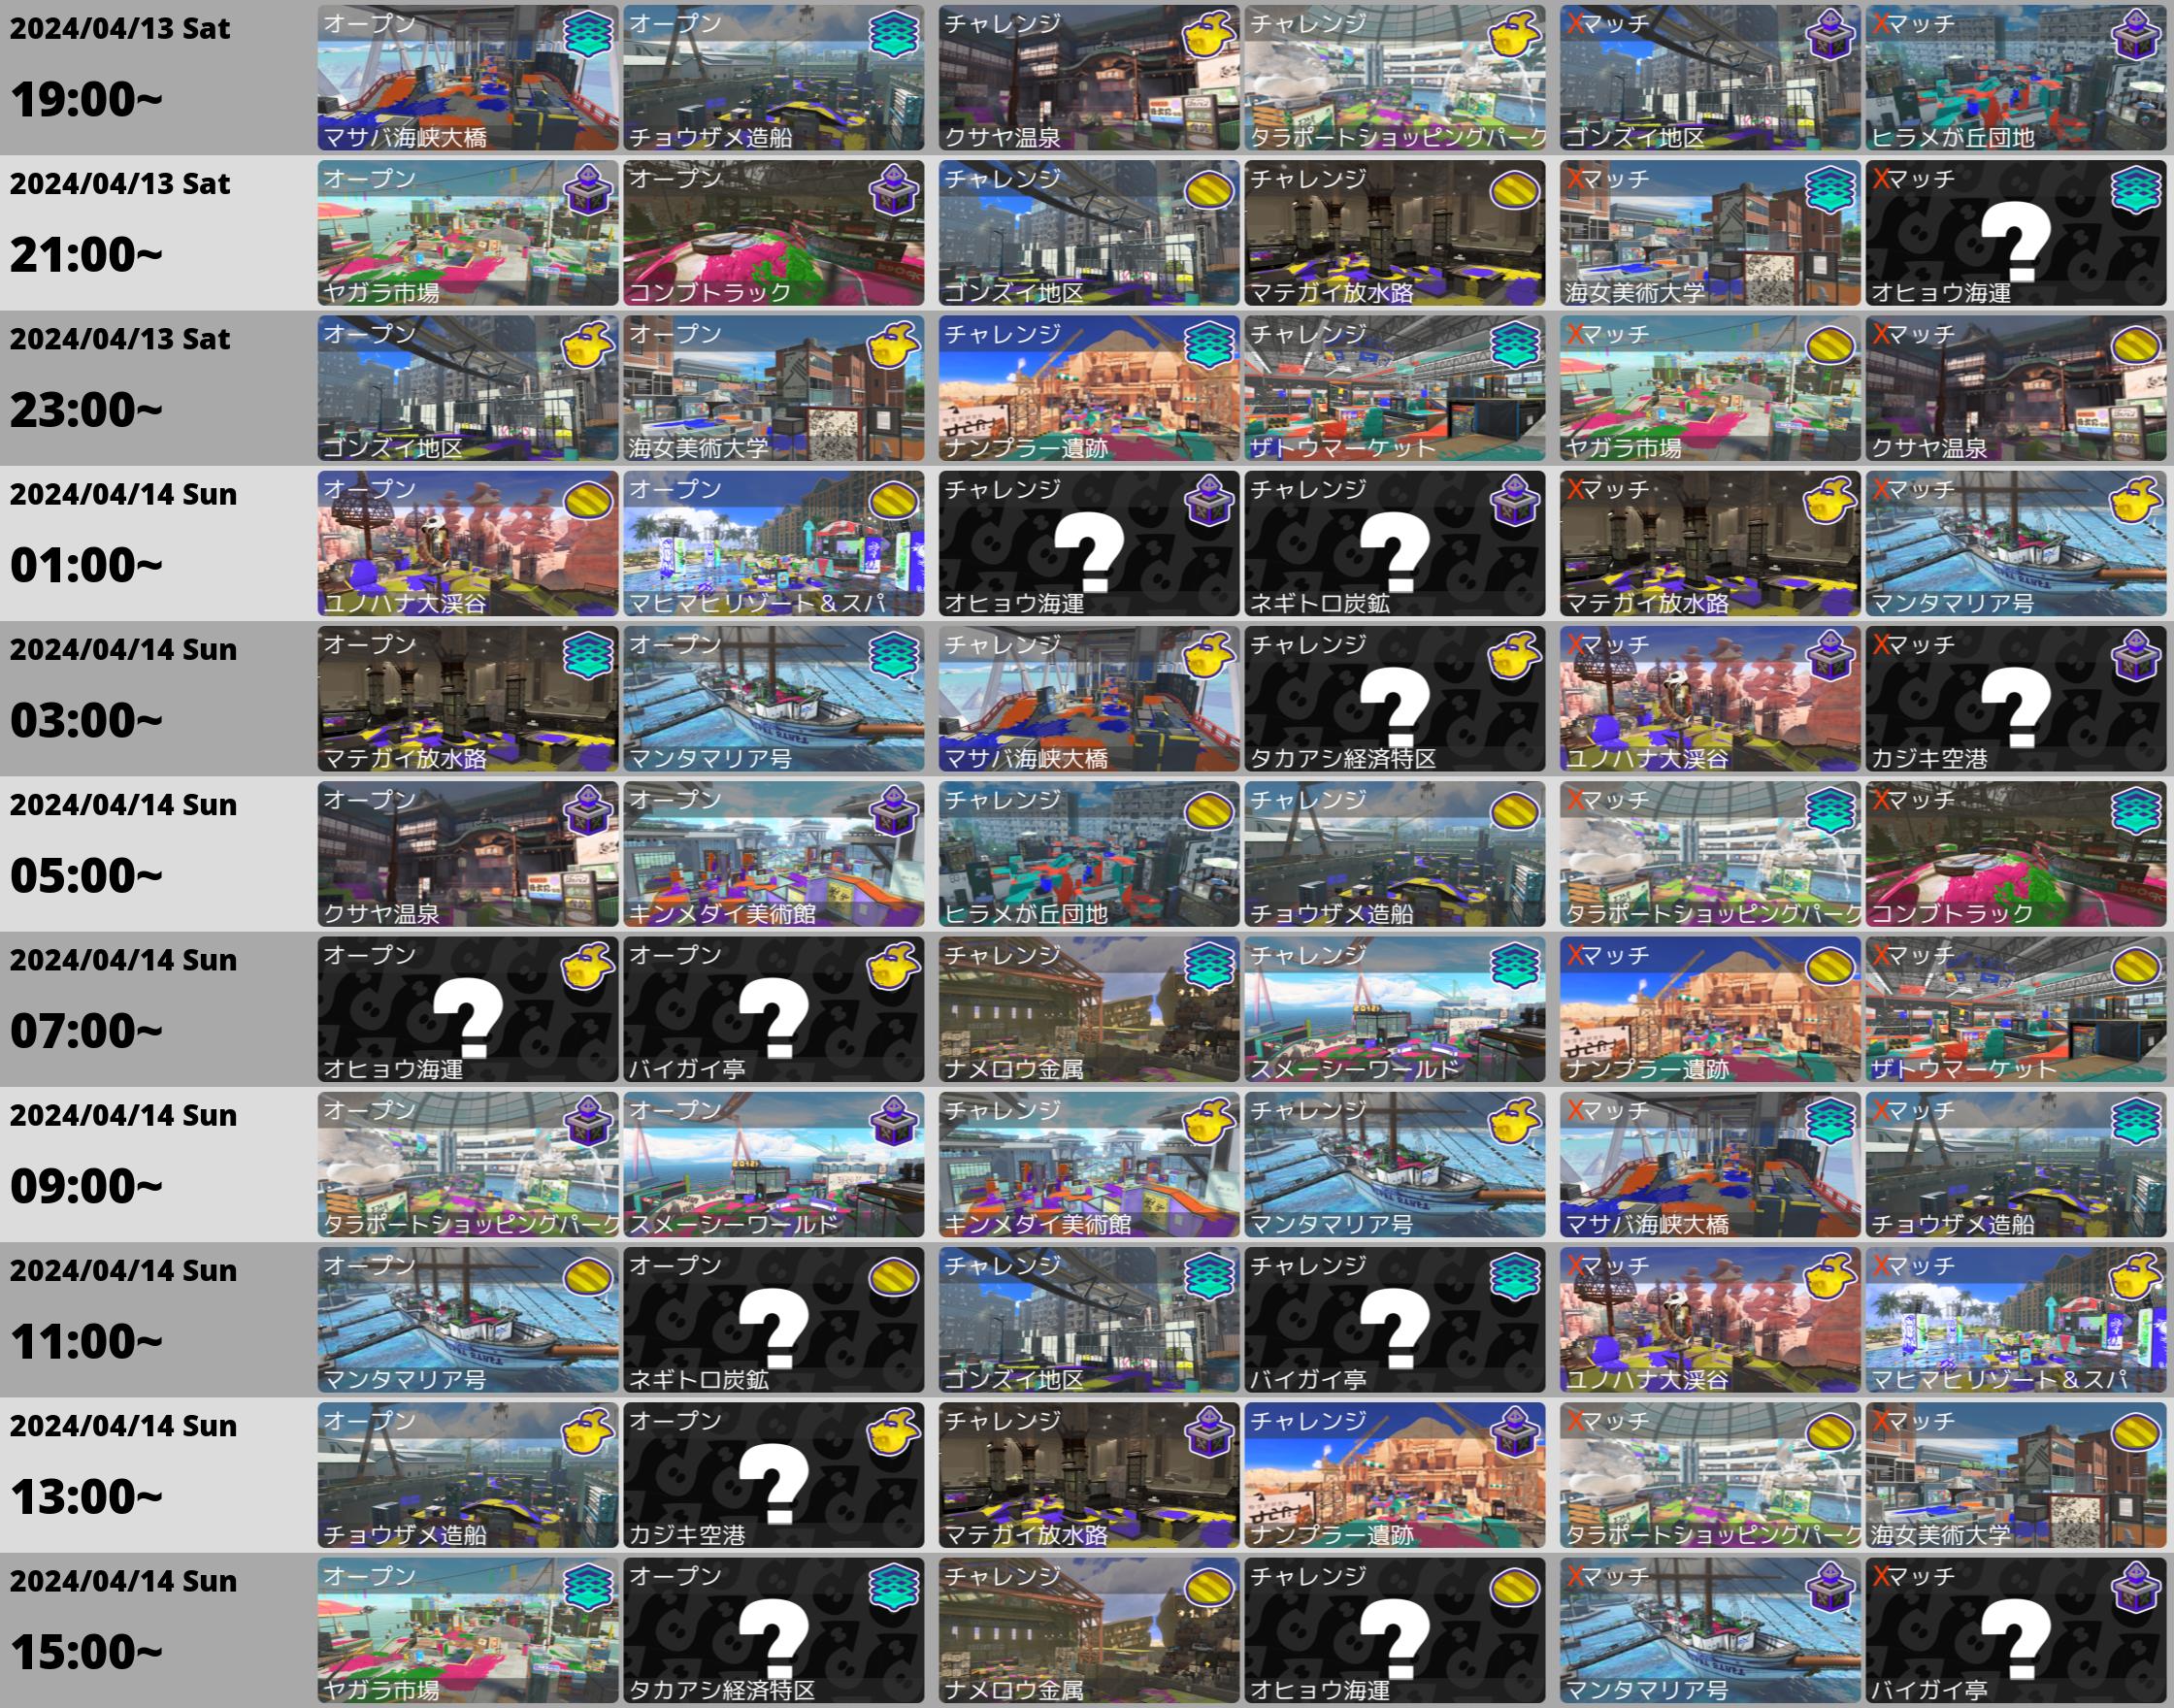 2024/04/13 Sat
19:00~
オープン
マサバ海峡大橋
オープン
チョウザメ造船
チャレンジ
クサヤ温泉
チャレンジ
タラポートショッピングパーク
Xマッチ
ゴンズイ地区
Xマッチ
ヒラメが丘団地
2024/04/13 Sat
21:00~
オープン
ヤガラ市場
オープン
コンブトラック
チャレンジ
ゴンズイ地区
チャレンジ
マテガイ放水路
Xマッチ
海女美術大学
Xマッチ
?
オヒョウ海運
2024/04/13 Sat
23:00~
オープン
ゴンズイ地区
オープン
海女美術大学
チャレンジ
ナンプラー遺跡
チャレンジ
ザトウマーケット
Xマッチ
ヤガラ市場
Xマッチ
クサヤ温泉
2024/04/14 Sun
01:00~
オープン
ユノハナ大渓谷
オープン
マヒマヒリゾート&スパ
チャレンジ
?
オヒョウ海運
チャレンジ
?
ネギトロ炭鉱
Xマッチ
マテガイ放水路
Xマッチ
マンタマリア号
2024/04/14 Sun
03:00~
オープン
マテガイ放水路
オープン
マンタマリア号
チャレンジ
マサバ海峡大橋
チャレンジ
?
タカアシ経済特区
Xマッチ
ユノハナ大渓谷
Xマッチ
?
カジキ空港
2024/04/14 Sun
05:00~
オープン
クサヤ温泉
オープン
キンメダイ美術館
チャレンジ
ヒラメが丘団地
チャレンジ
チョウザメ造船
Xマッチ
タラポートショッピングパーク
Xマッチ
コンブトラック
2024/04/14 Sun
07:00~
オープン
?
オヒョウ海運
オープン
?
バイガイ亭
チャレンジ
ナメロウ金属
チャレンジ
スメーシーワールド
Xマッチ
ナンプラー遺跡
Xマッチ
ザトウマーケット
2024/04/14 Sun
09:00~
オープン
タラポートショッピングパーク
オープン
スメーシーワールド
チャレンジ
キンメダイ美術館
チャレンジ
マンタマリア号
Xマッチ
マサバ海峡大橋
Xマッチ
チョウザメ造船
2024/04/14 Sun
11:00~
オープン
マンタマリア号
オープン
?
ネギトロ炭鉱
チャレンジ
ゴンズイ地区
チャレンジ
?
バイガイ亭
Xマッチ
ユノハナ大渓谷
Xマッチ
マヒマヒリゾート&スパ
2024/04/14 Sun
13:00~
オープン
チョウザメ造船
オープン
?
カジキ空港
チャレンジ
マテガイ放水路
チャレンジ
ナンプラー遺跡
Xマッチ
タラポートショッピングパーク
Xマッチ
海女美術大学
2024/04/14 Sun
15:00~
オープン
ヤガラ市場
オープン
?
タカアシ経済特区
チャレンジ
ナメロウ金属
チャレンジ
?
オヒョウ海運
Xマッチ
マンタマリア号
Xマッチ
?
バイガイ亭